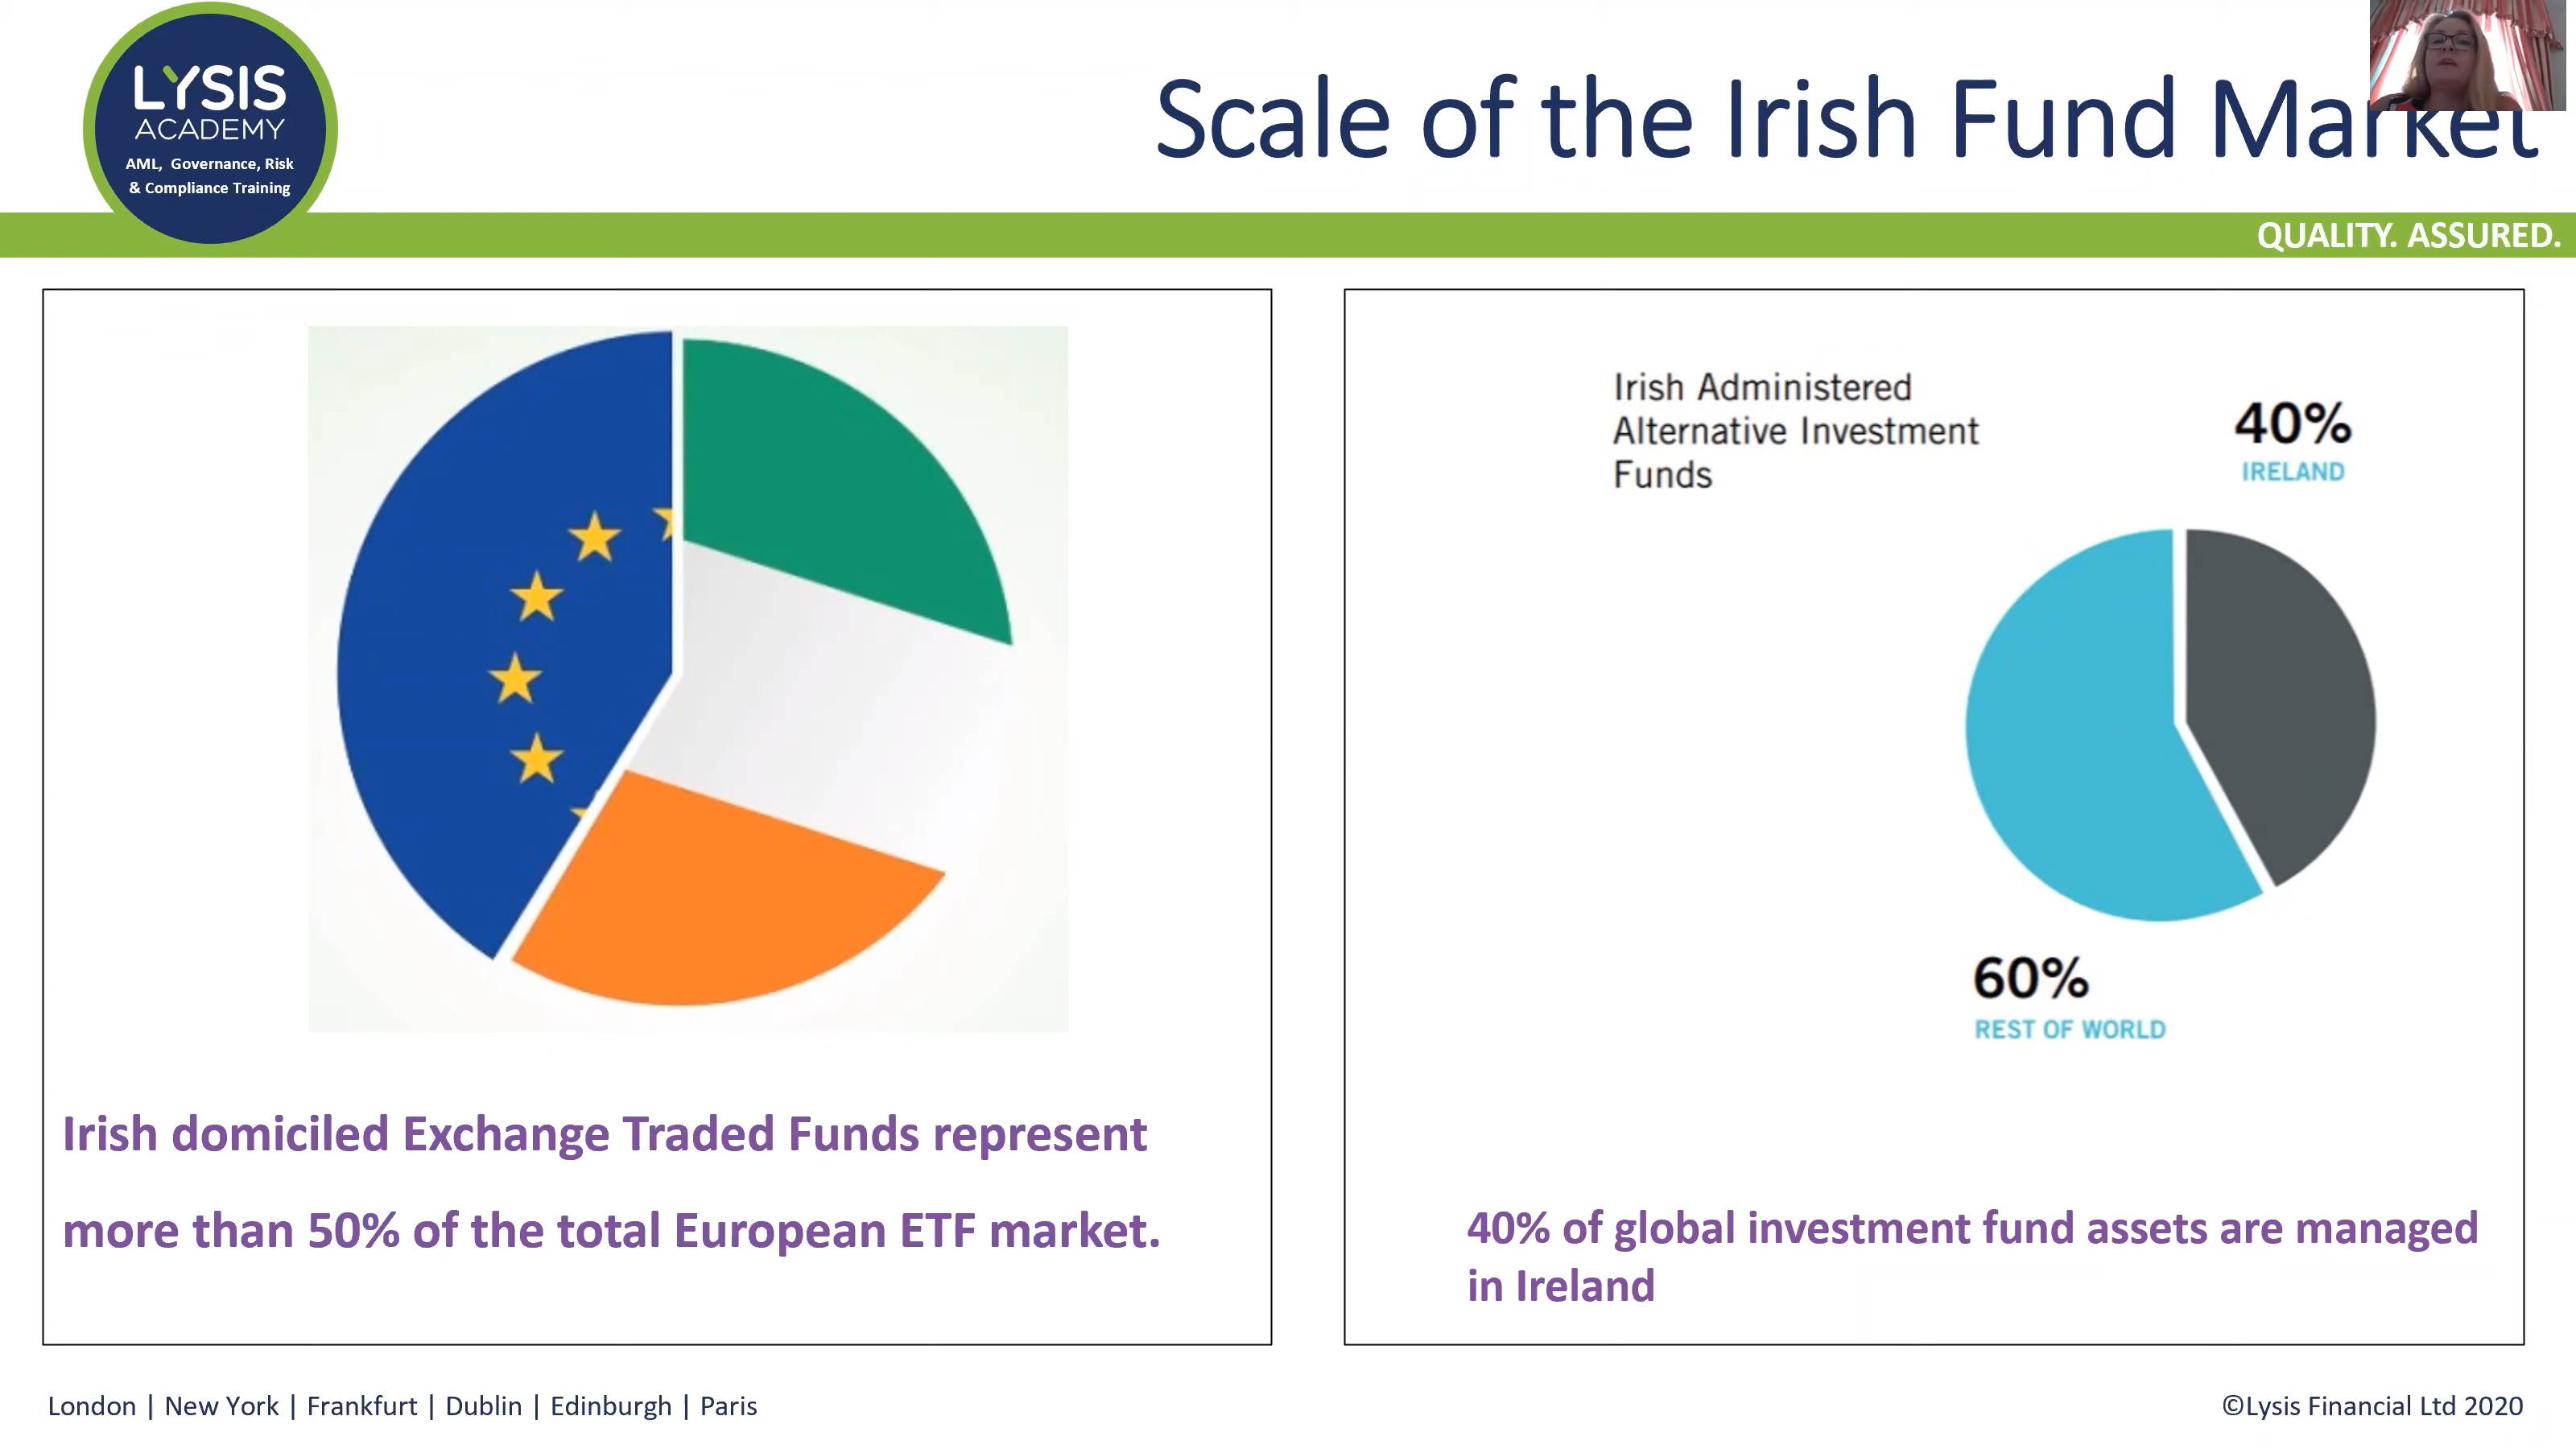 LYSIS
ACADEMY
AML, Governance, Risk
& Compliance Training
Scale of the Irish Fund Market
QUALITY. ASSURED.
Irish domiciled Exchange Traded Funds represent
more than 50% of the total European ETF market.
Irish Administered
Alternative Investment
Funds
40%
IRELAND
60%
REST OF WORLD
40% of global investment fund assets are managed
in Ireland
London | New York | Frankfurt | Dublin | Edinburgh | Paris
©Lysis Financial Ltd 2020